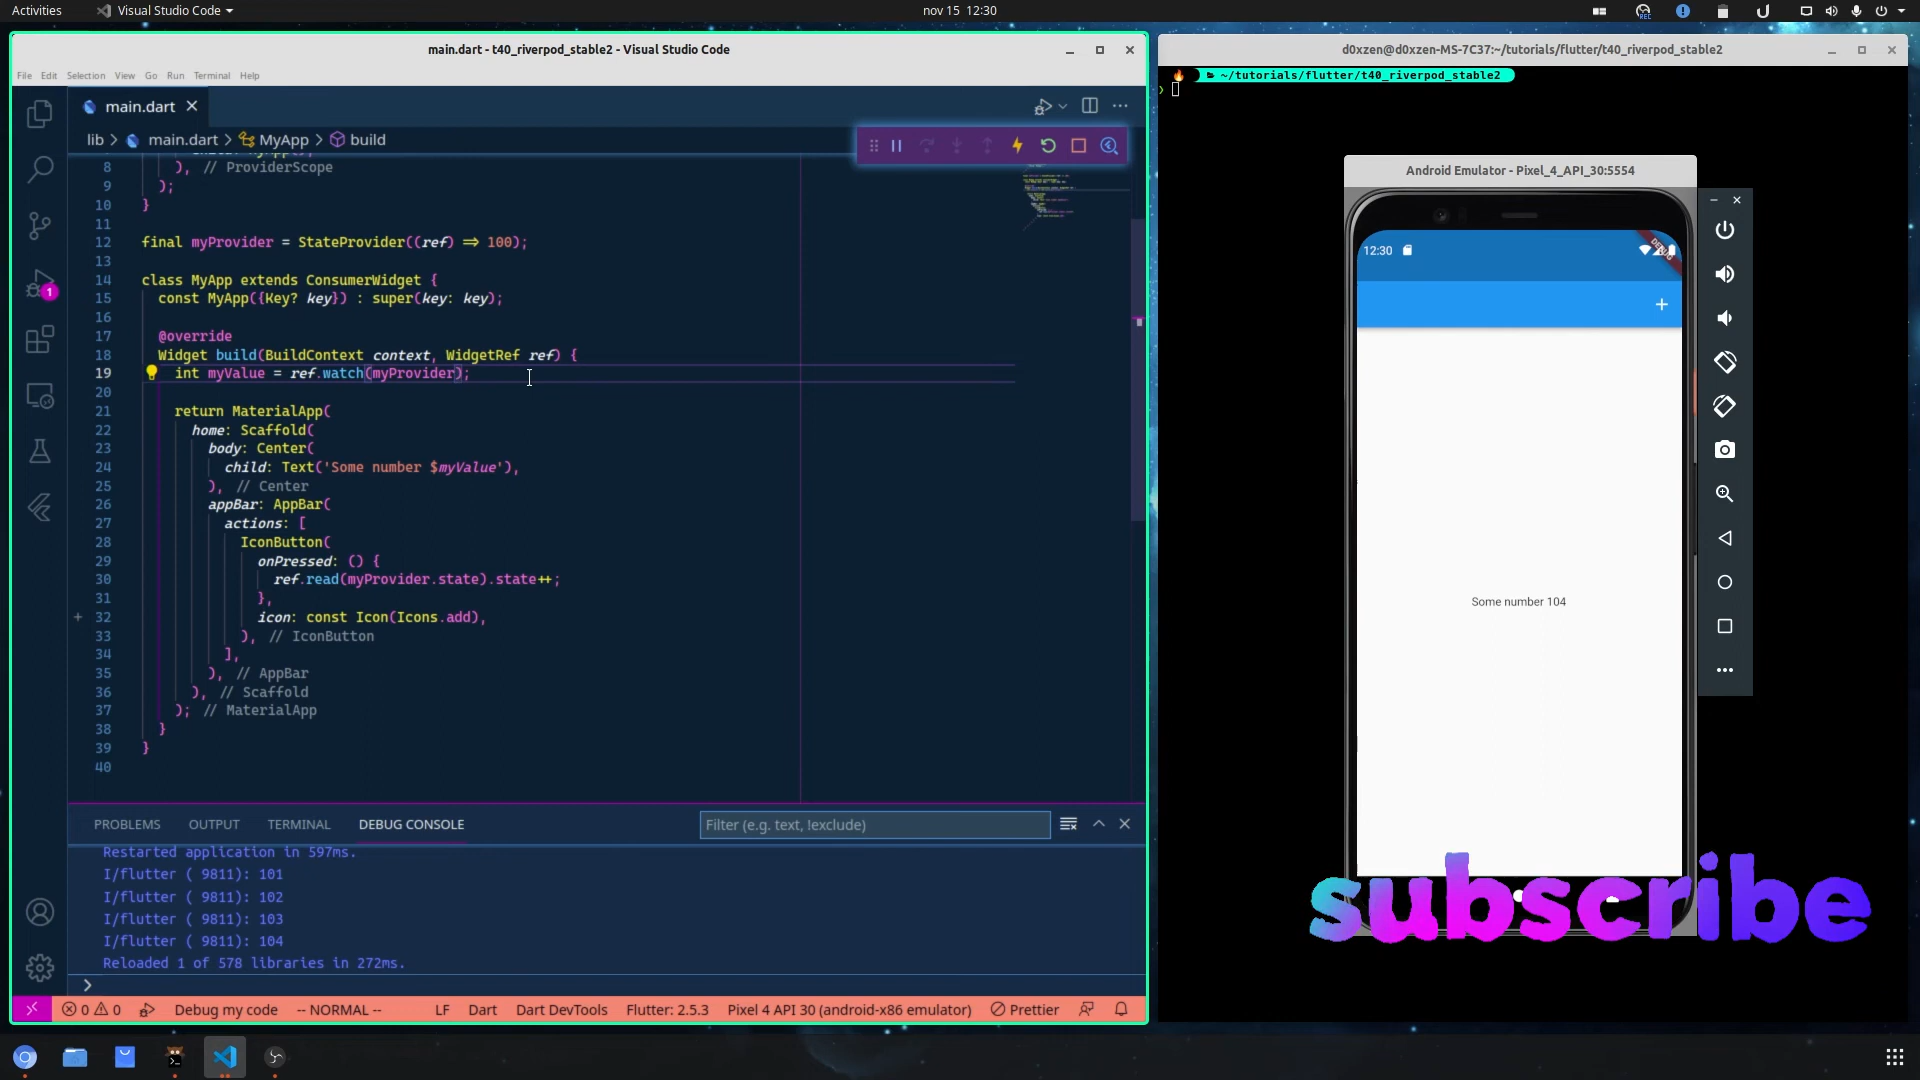 Activities
Visual Studio Code
nov 15 12:30
main.dart - t40_riverpod_stable2 - Visual Studio Code
File Edit Selection View Go Run Terminal Help
main.dart
lib > main.dart > MyApp > build
8 ), // ProviderScope
9 );
10 }
11
12 final myProvider = StateProvider((ref) => 100);
13
14 class MyApp extends ConsumerWidget {
15 const MyApp({Key? key}) : super(key: key);
16
17 @override
18 Widget build(BuildContext context, WidgetRef ref) {
19 int myValue = ref.watch(myProvider);
20
21 return MaterialApp(
22 home: Scaffold(
23 body: Center(
24 child: Text('Some number $myValue'),
25 ), // Center
26 appBar: AppBar(
27 actions: [
28 IconButton(
29 onPressed: () {
30 ref.read(myProvider.state).state++;
31 },
32 icon: const Icon(Icons.add),
33 ), // IconButton
34 ],
35 ), // AppBar
36 ), // Scaffold
37 ); // MaterialApp
38 }
39 }
40
1
PROBLEMS OUTPUT TERMINAL DEBUG CONSOLE
Filter (e.g. text, !exclude)
Restarted application in 597ms.
I/flutter ( 9811): 101
I/flutter ( 9811): 102
I/flutter ( 9811): 103
I/flutter ( 9811): 104
Reloaded 1 of 578 libraries in 272ms.
>
0 0 Debug my code -- NORMAL -- LF Dart Dart DevTools Flutter: 2.5.3 Pixel 4 API 30 (android-x86 emulator) Prettier
d0xzen@d0xzen-MS-7C37:~/tutorials/flutter/t40_riverpod_stable2
~/tutorials/flutter/t40_riverpod_stable2
Android Emulator - Pixel_4_API_30:5554
12:30
DEBUG
Some number 104
subscribe